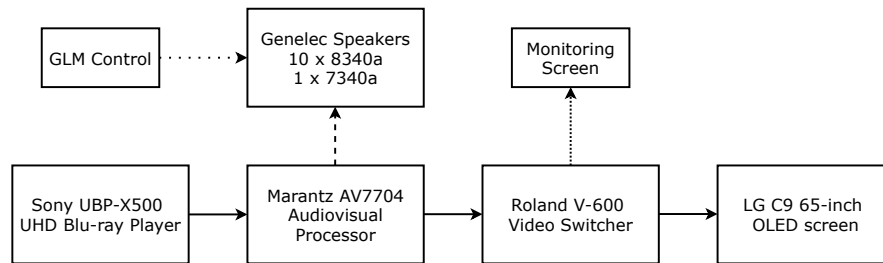 GLM Control
Genelec Speakers
10 x 8340a
1 x 7340a
Monitoring
Screen
Sony UBP-X500
UHD Blu-ray Player
Marantz AV7704
Audiovisual
Processor
Roland V-600
Video Switcher
LG C9 65-inch
OLED screen